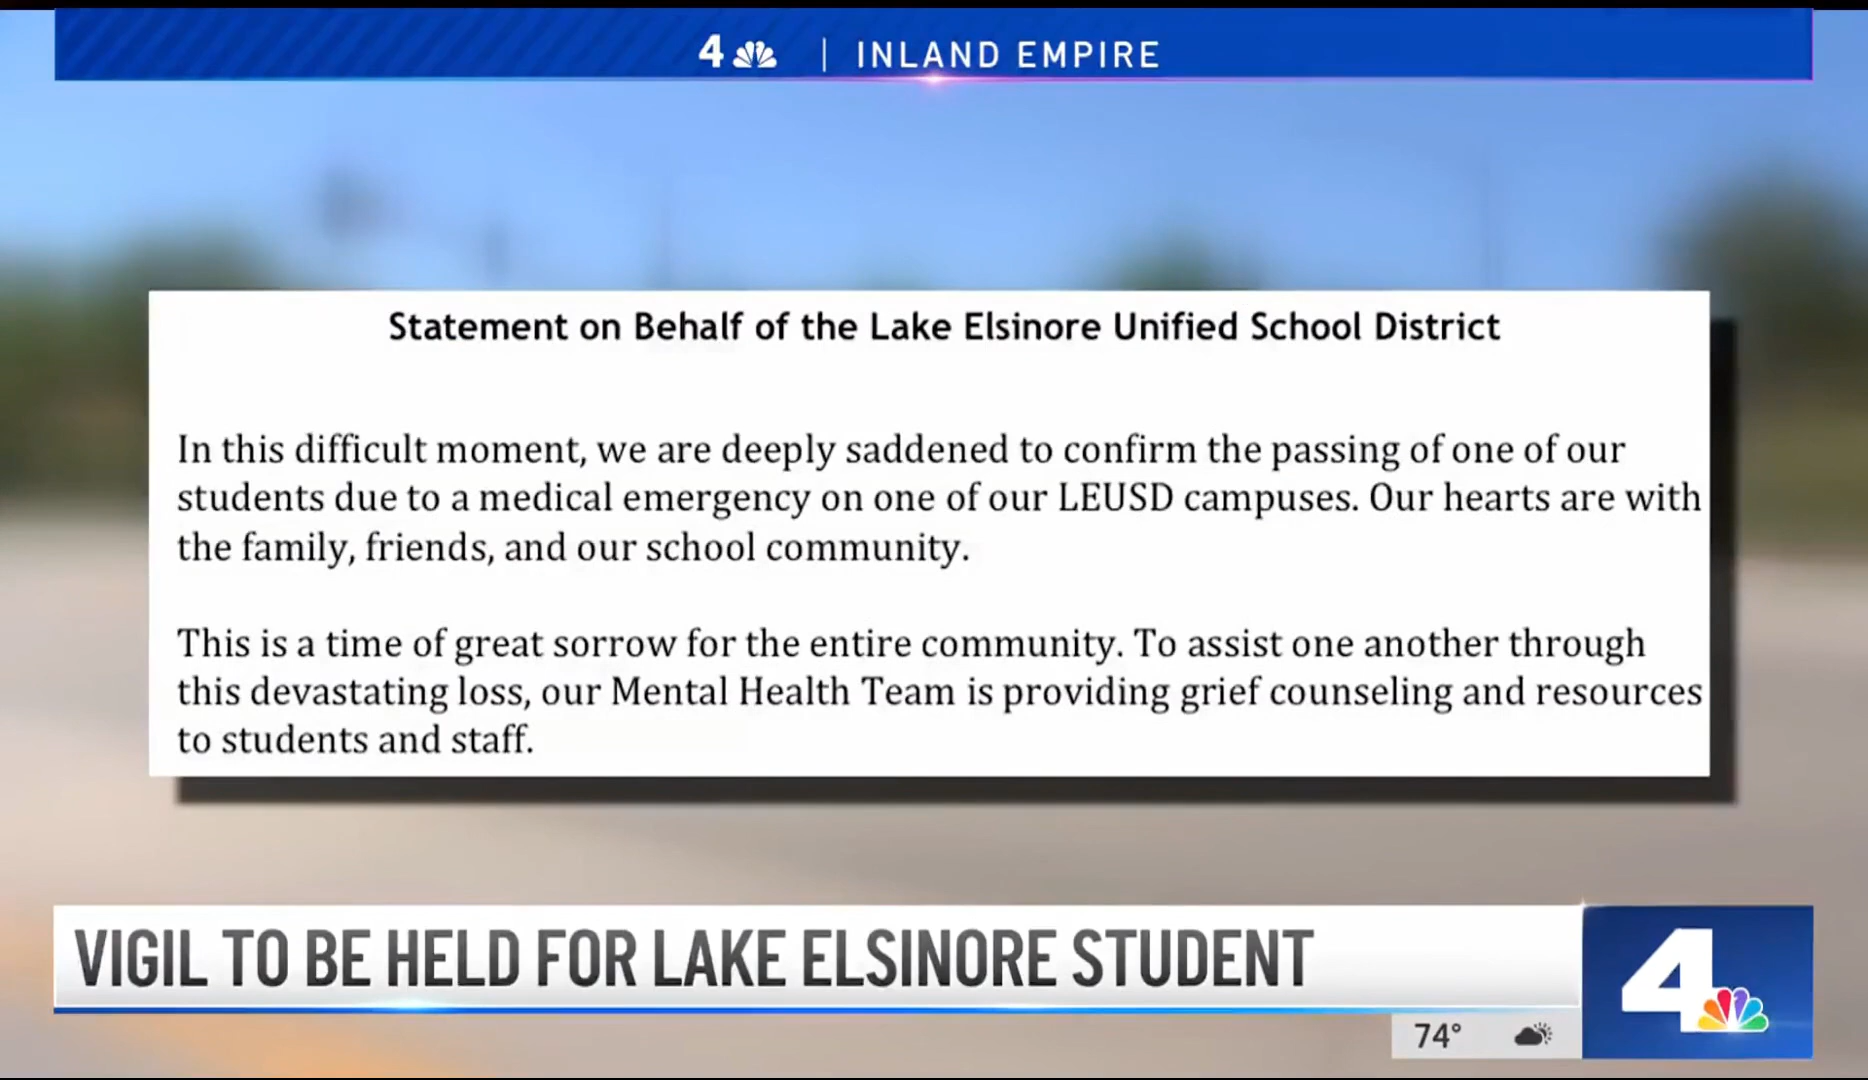 4 | INLAND EMPIRE
Statement on Behalf of the Lake Elsinore Unified School District
In this difficult moment, we are deeply saddened to confirm the passing of one of our
students due to a medical emergency on one of our LEUSD campuses. Our hearts are with
the family, friends, and our school community.
This is a time of great sorrow for the entire community. To assist one another through
this devastating loss, our Mental Health Team is providing grief counseling and resources
to students and staff.
VIGIL TO BE HELD FOR LAKE ELSINORE STUDENT
4
74°